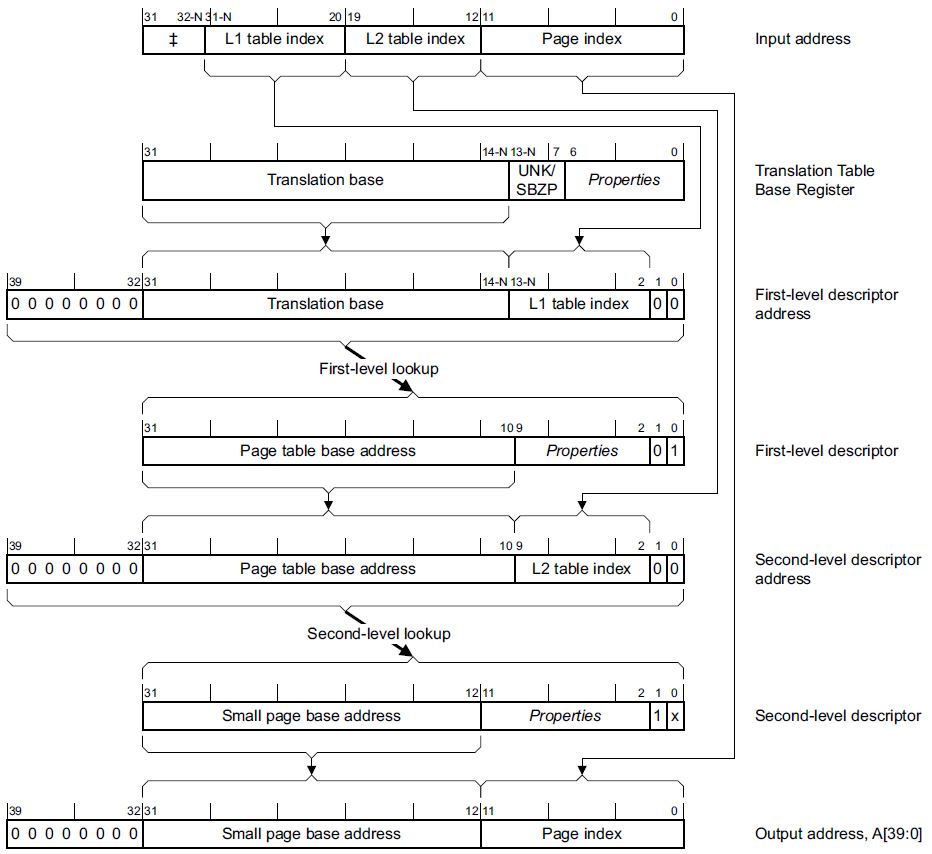 31 32-N 31-N 20 19 12 11 0
‡ L1 table index L2 table index Page index Input address
31 14-N 13-N 7 6 0
Translation base UNK/ SBZP Properties Translation Table Base Register
39 32 31 14-N 13-N 2 1 0
0 0 0 0 0 0 0 0 Translation base L1 table index 0 0 First-level descriptor address
First-level lookup
31 10 9 2 1 0
Page table base address Properties 0 1 First-level descriptor
39 32 31 10 9 2 1 0
0 0 0 0 0 0 0 0 Page table base address L2 table index 0 0 Second-level descriptor address
Second-level lookup
31 12 11 2 1 0
Small page base address Properties 1 x Second-level descriptor
39 32 31 12 11 0
0 0 0 0 0 0 0 0 Small page base address Page index Output address, A[39:0]